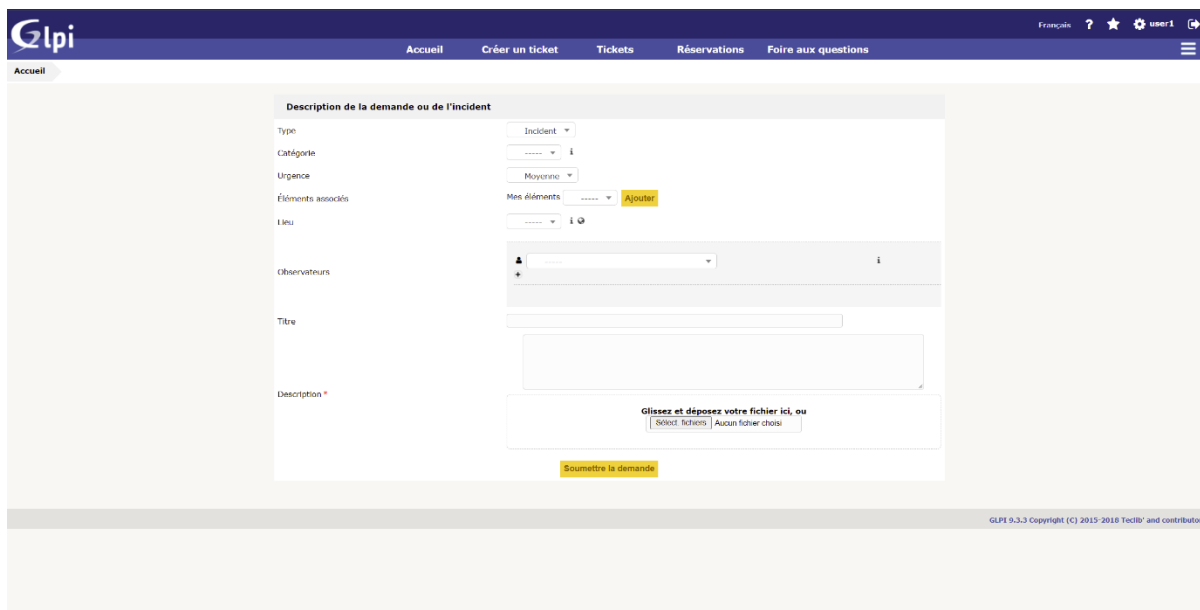 Glpi
Français ? user1
Accueil Créer un ticket Tickets Réservations Foire aux questions
Accueil
Description de la demande ou de l'incident
Type Incident
Catégorie -----
Urgence Moyenne
Éléments associés Mes éléments ----- Ajouter
Lieu -----
Observateurs -----
Titre
Description *
Glissez et déposez votre fichier ici, ou
Sélect. fichiers Aucun fichier choisi
Soumettre la demande
GLPI 9.3.3 Copyright (C) 2015-2018 Teclib' and contributo